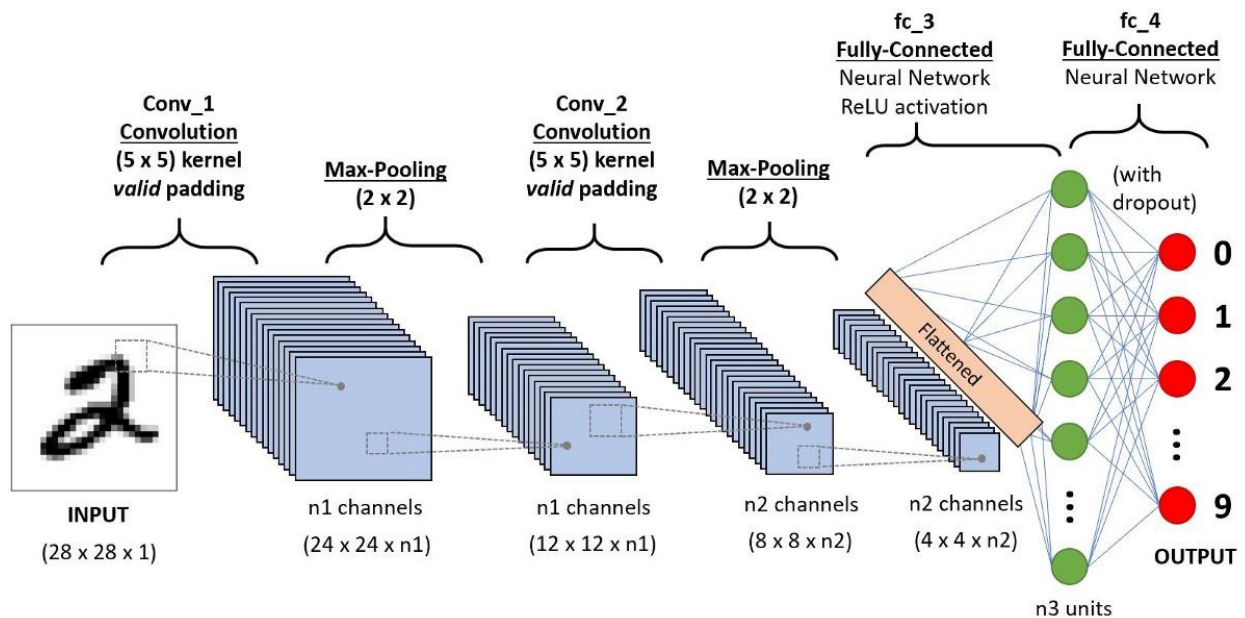 fc_3
Fully-Connected
Neural Network
ReLU activation
fc_4
Fully-Connected
Neural Network
Conv_1
Convolution
(5 x 5) kernel
valid padding
Max-Pooling
(2 x 2)
Conv_2
Convolution
(5 x 5) kernel
valid padding
Max-Pooling
(2 x 2)
(with
dropout)
Flattened
0
1
2
9
INPUT
(28 x 28 x 1)
n1 channels
(24 x 24 x n1)
n1 channels
(12 x 12 x n1)
n2 channels
(8 x 8 x n2)
n2 channels
(4 x 4 x n2)
OUTPUT
n3 units
2